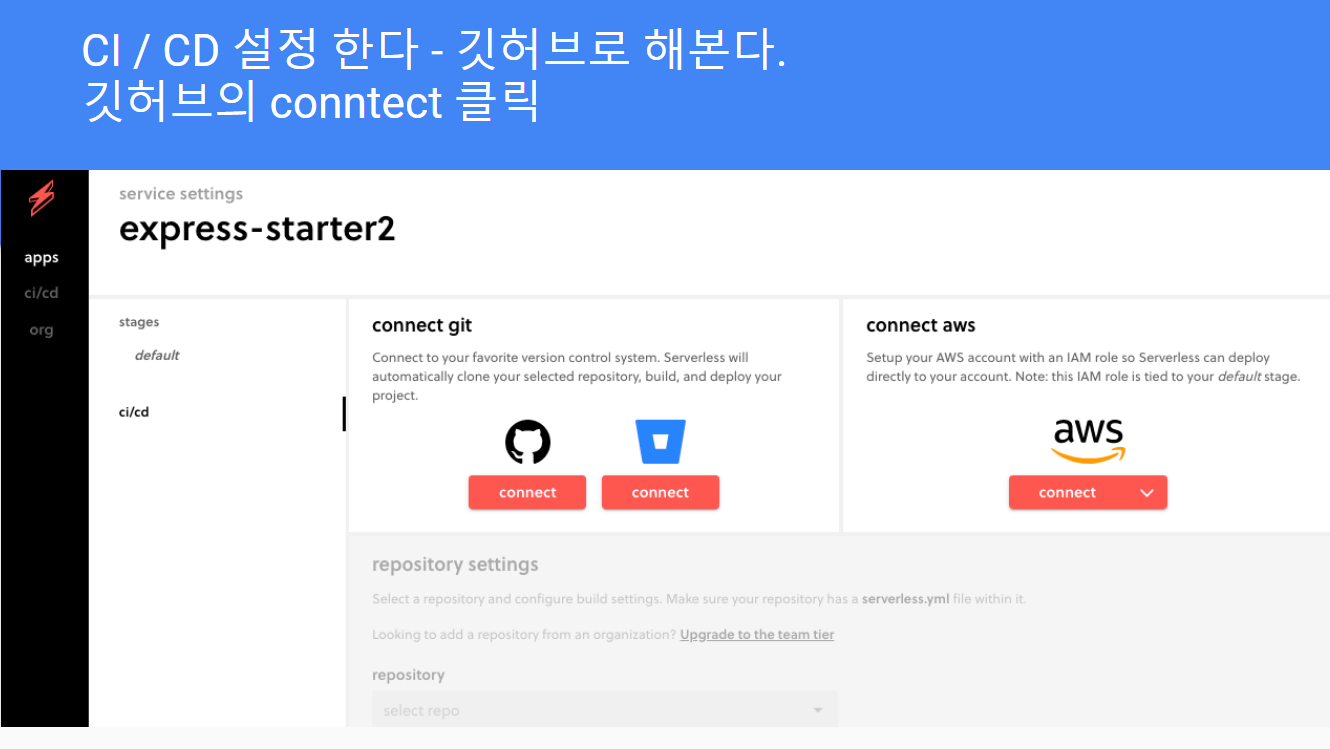 CI / CD 설정 한다 - 깃허브로 해본다.
깃허브의 conntect 클릭
service settings
express-starter2
apps
ci/cd
org
stages
default
ci/cd
connect git
Connect to your favorite version control system. Serverless will
automatically clone your selected repository, build, and deploy your
project.
connect
connect
connect aws
Setup your AWS account with an IAM role so Serverless can deploy
directly to your account. Note: this IAM role is tied to your default stage.
aws
connect
repository settings
Select a repository and configure build settings. Make sure your repository has a serverless.yml file within it.
Looking to add a repository from an organization? Upgrade to the team tier
repository
select repo